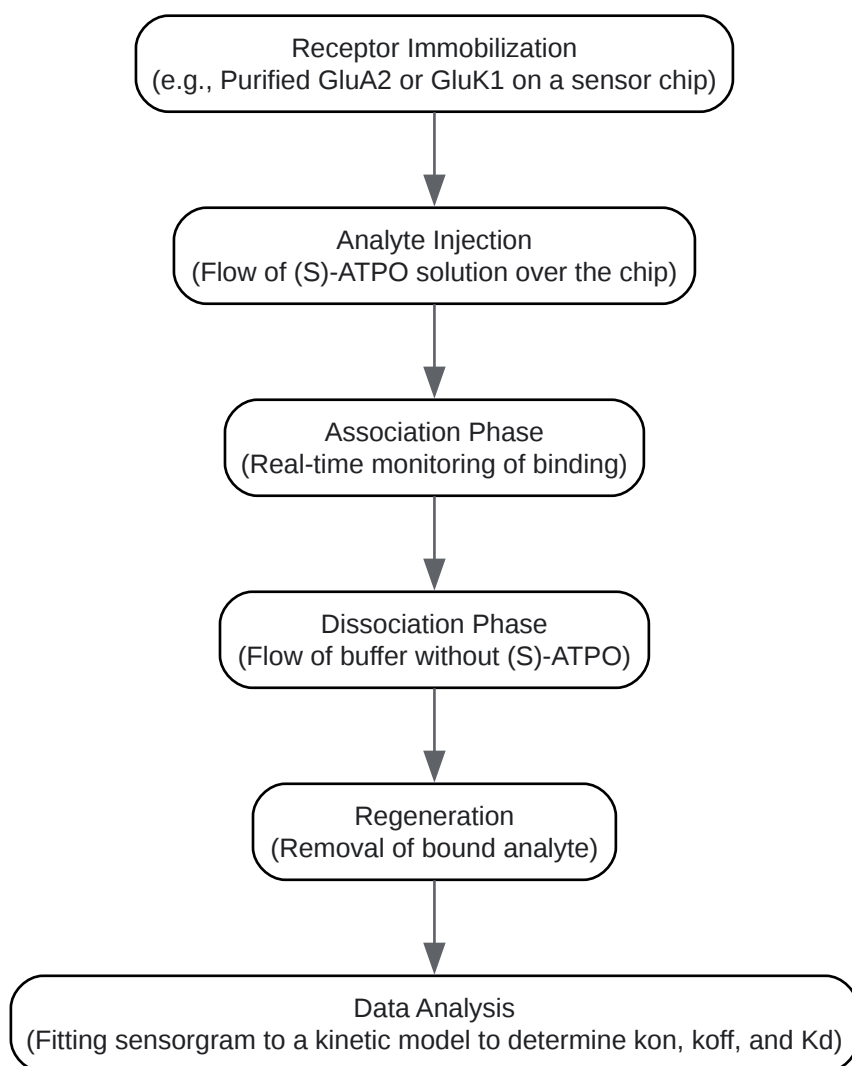 Receptor Immobilization
(e.g., Purified GluA2 or GluK1 on a sensor chip)
Analyte Injection
(Flow of (S)-ATPO solution over the chip)
Association Phase
(Real-time monitoring of binding)
Dissociation Phase
(Flow of buffer without (S)-ATPO)
Regeneration
(Removal of bound analyte)
Data Analysis
(Fitting sensorgram to a kinetic model to determine kon, koff, and Kd)